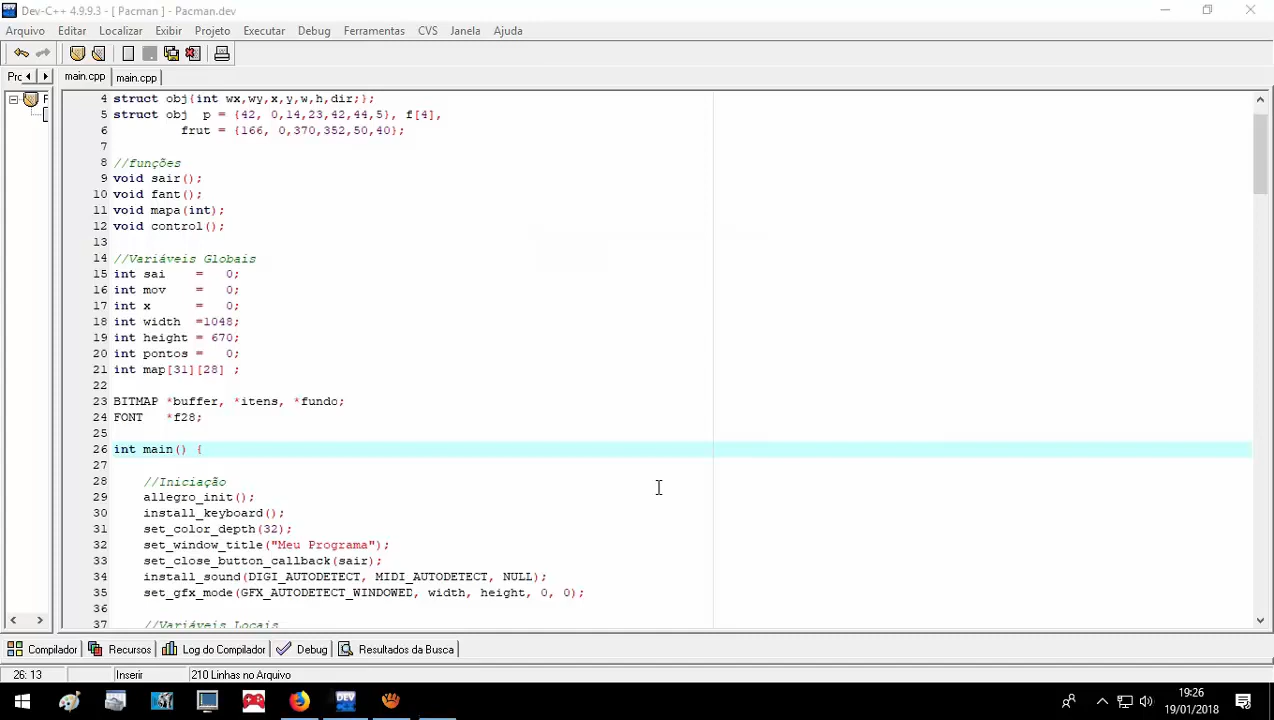 Dev-C++ 4.9.9.3 - [ Pacman ] - Pacman.dev
Arquivo Editar Localizar Exibir Projeto Executar Debug Ferramentas CVS Janela Ajuda
Prc main.cpp main.cpp
4 struct obj{int wx,wy,x,y,w,h,dir;};
5 struct obj  p = {42, 0,14,23,42,44,5}, f[4],
6          frut = {166, 0,370,352,50,40};
7
8 //funções
9 void sair();
10 void fant();
11 void mapa(int);
12 void control();
13
14 //Variáveis Globais
15 int sai    =   0;
16 int mov    =   0;
17 int x      =   0;
18 int width  =1048;
19 int height = 670;
20 int pontos =   0;
21 int map[31][28] ;
22
23 BITMAP *buffer, *itens, *fundo;
24 FONT   *f28;
25
26 int main() {
27
28     //Iniciação
29     allegro_init();
30     install_keyboard();
31     set_color_depth(32);
32     set_window_title("Meu Programa");
33     set_close_button_callback(sair);
34     install_sound(DIGI_AUTODETECT, MIDI_AUTODETECT, NULL);
35     set_gfx_mode(GFX_AUTODETECT_WINDOWED, width, height, 0, 0);
36
37     //Variáveis Locais
Compilador Recursos Log do Compilador Debug Resultados da Busca
26: 13 Inserir 210 Linhas no Arquivo
DEV
19:26
19/01/2018